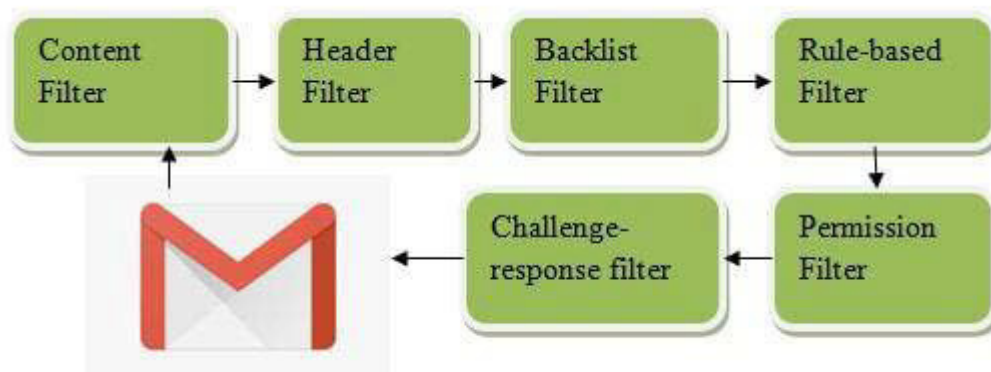 Content
Filter
Header
Filter
Backlist
Filter
Rule-based
Filter
Permission
Filter
Challenge-
response filter